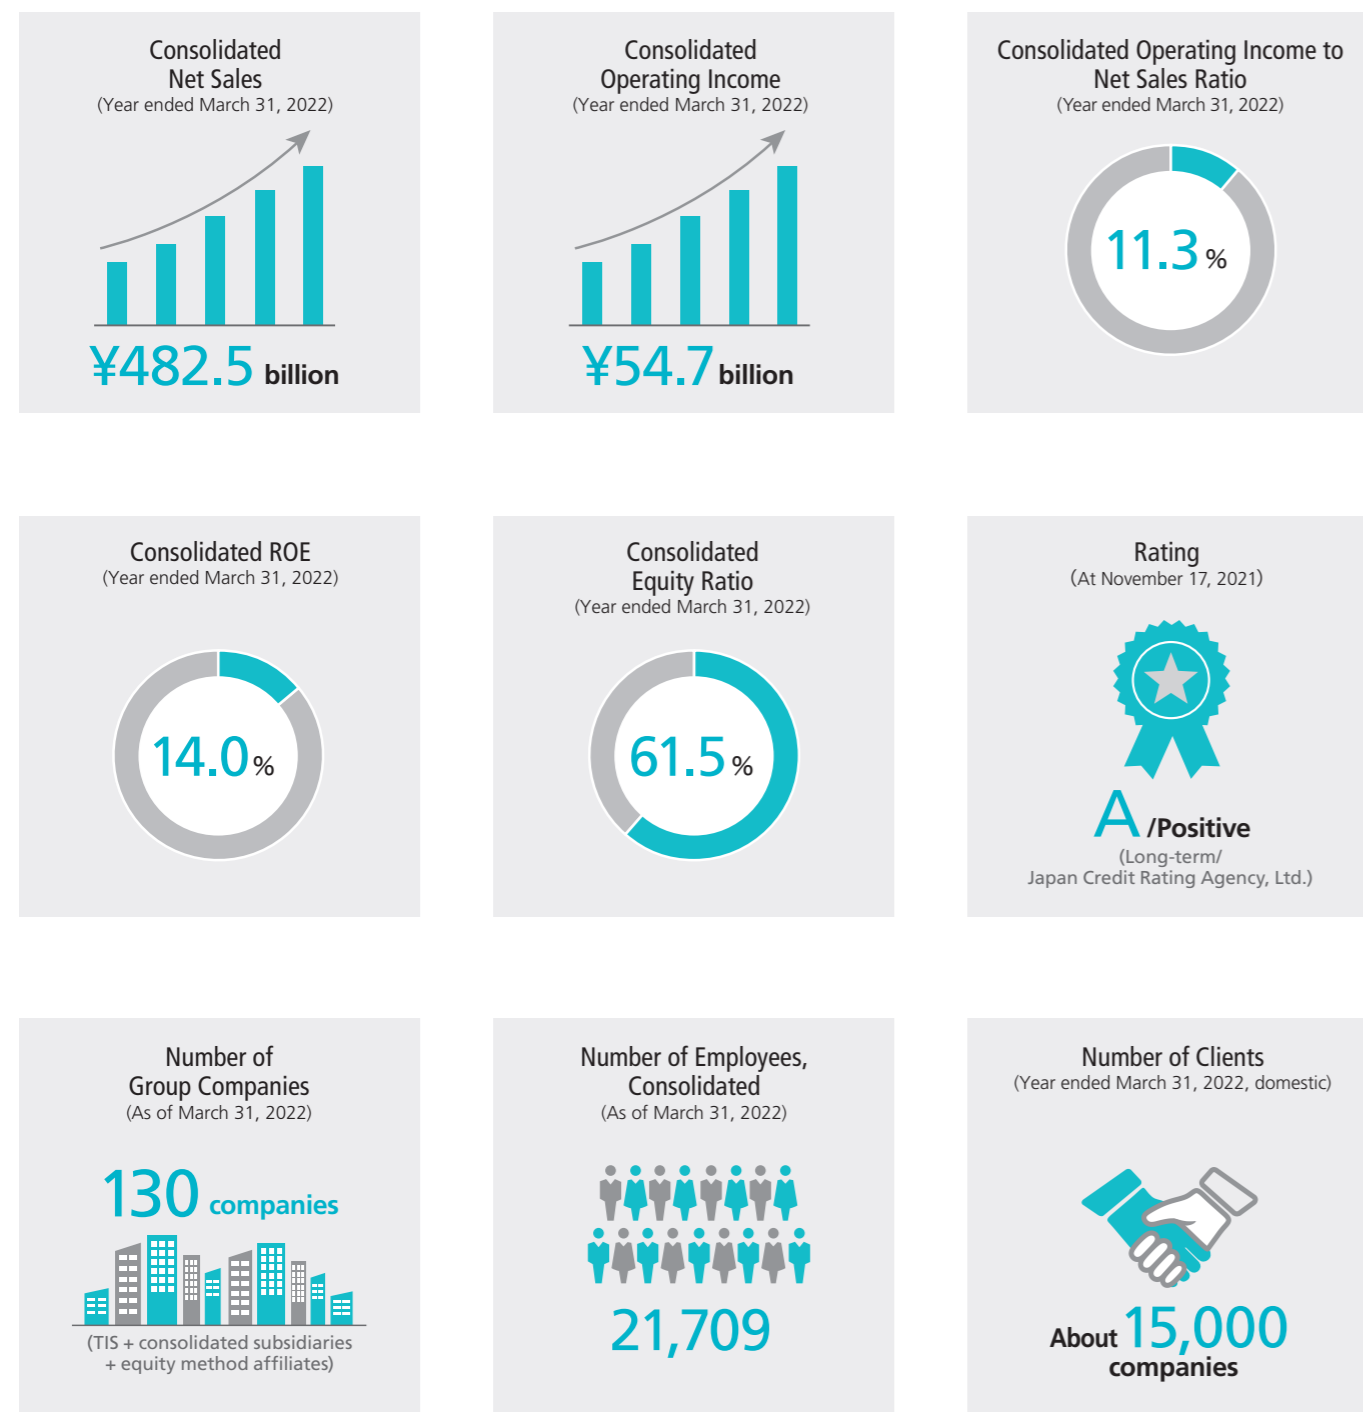 Consolidated
Net Sales
(Year ended March 31, 2022)
¥482.5 billion
Consolidated
Operating Income
(Year ended March 31, 2022)
¥54.7 billion
Consolidated Operating Income to
Net Sales Ratio
(Year ended March 31, 2022)
11.3 %
Consolidated ROE
(Year ended March 31, 2022)
14.0 %
Consolidated
Equity Ratio
(Year ended March 31, 2022)
61.5 %
Rating
(At November 17, 2021)
A /Positive
(Long-term/
Japan Credit Rating Agency, Ltd.)
Number of
Group Companies
(As of March 31, 2022)
130 companies
(TIS + consolidated subsidiaries
+ equity method affiliates)
Number of Employees,
Consolidated
(As of March 31, 2022)
21,709
Number of Clients
(Year ended March 31, 2022, domestic)
About 15,000
companies